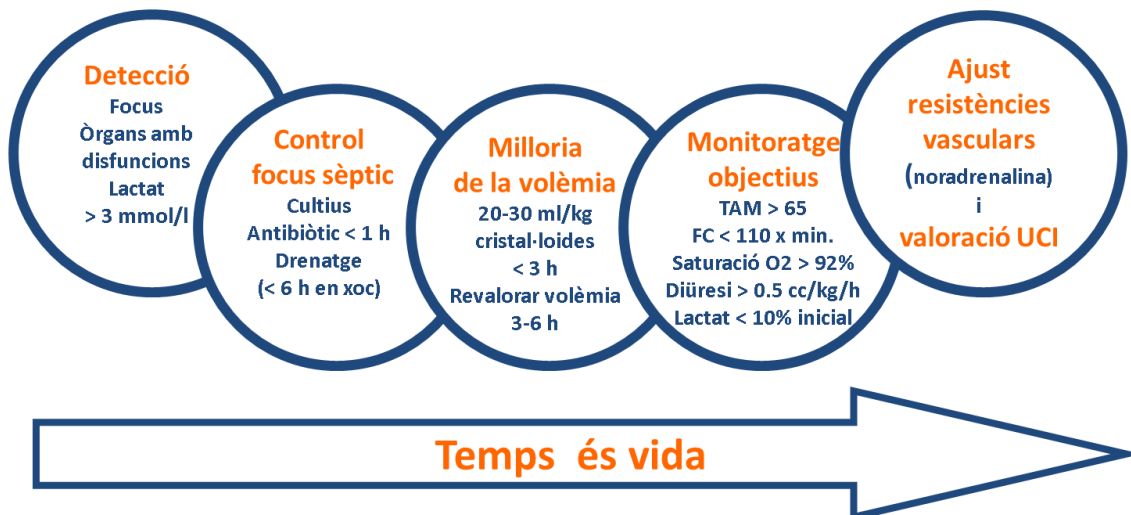 Detecció
Focus
Òrgans amb
disfuncions
Lactat
> 3 mmol/l
Control
focus sèptic
Cultius
Antibiòtic < 1 h
Drenatge
(< 6 h en xoc)
Milloria
de la volèmia
20-30 ml/kg
cristal·loides
< 3 h
Revalorar volèmia
3-6 h
Monitoratge
objectius
TAM > 65
FC < 110 x min.
Saturació O2 > 92%
Diüresi > 0.5 cc/kg/h
Lactat < 10% inicial
Ajust
resistències
vasculars
(noradrenalina)
i
valoració UCI
Temps és vida